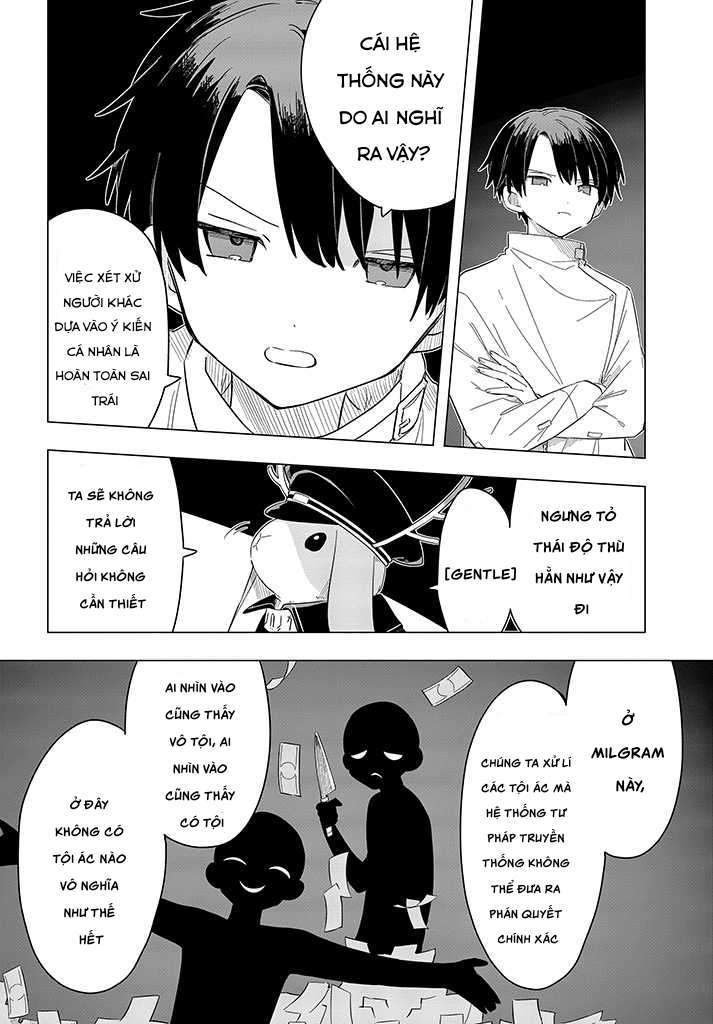 CÁI HỆ
THỐNG NÀY
DO AI NGHĨ
RA VẬY?
VIỆC XÉT XỬ
NGƯỜI KHÁC
DỰA VÀO Ý KIẾN
CÁ NHÂN LÀ
HOÀN TOÀN SAI
TRÁI
NGƯNG TỎ
THÁI ĐỘ THÙ
HẰN NHƯ VẬY
ĐI
[GENTLE]
TA SẼ KHÔNG
TRẢ LỜI
NHỮNG CÂU
HỎI KHÔNG
CẦN THIẾT
Ở
MILGRAM
NÀY,
CHÚNG TA XỬ LÍ
CÁC TỘI ÁC MÀ
HỆ THỐNG TƯ
PHÁP TRUYỀN
THỐNG KHÔNG
THỂ ĐƯA RA
PHÁN QUYẾT
CHÍNH XÁC
AI NHÌN VÀO
CŨNG THẤY
VÔ TỘI, AI
NHÌN VÀO
CŨNG THẤY
CÓ TỘI
Ở ĐÂY
KHÔNG CÓ
TỘI ÁC NÀO
VÔ NGHĨA
NHƯ THẾ
HẾT